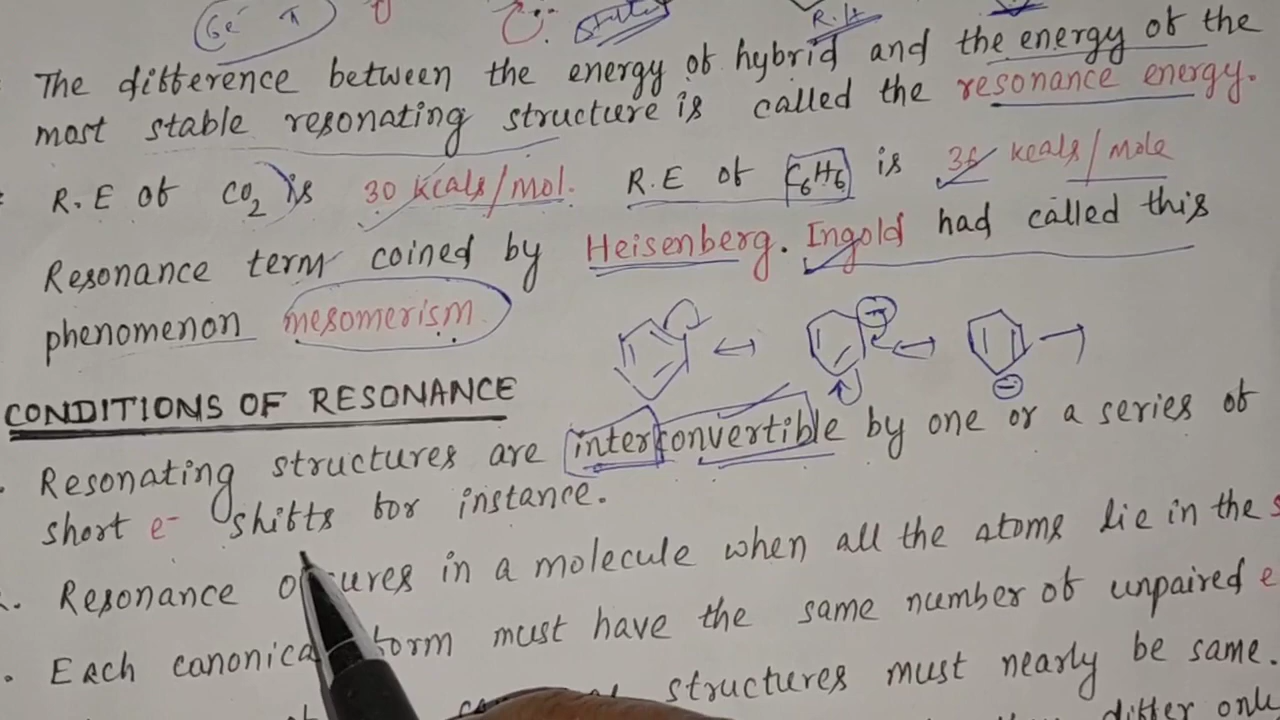 6e⁻ π
R.H
The difference between the energy of hybrid and the energy of the
most stable resonating structure is called the resonance energy.
R.E of CO2 is 30 kcals/mol. R.E of C6H6 is 36 kcals/mole
Resonance term coined by Heisenberg. Ingold had called this
phenomenon mesomerism
CONDITIONS OF RESONANCE
Resonating structures are interconvertible by one or a series of
short e⁻ shifts for instance.
Resonance in a molecule when all the atoms lie in the
Each form must have the same number of unpaired e
structures must nearly be same.
differ only